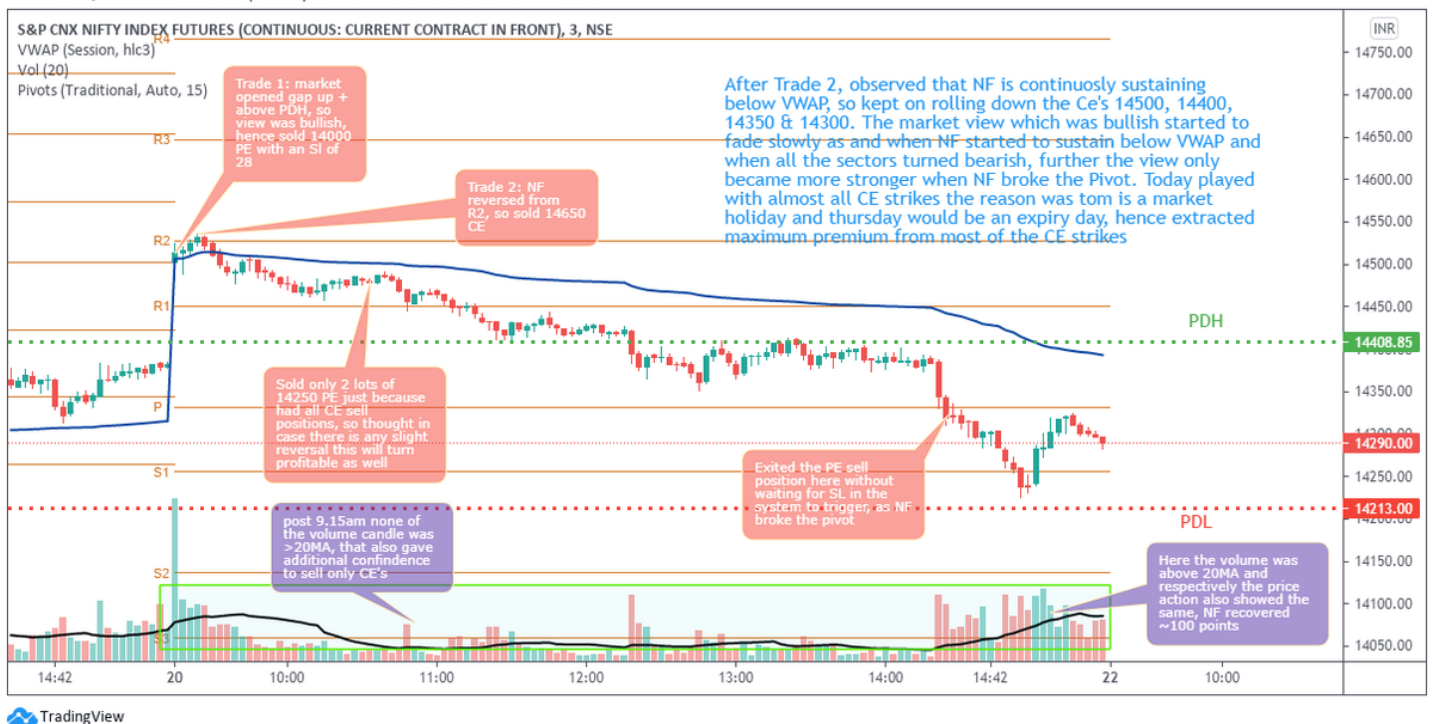 S&P CNX NIFTY INDEX FUTURES (CONTINUOUS: CURRENT CONTRACT IN FRONT), 3, NSE
VWAP (Session, hlc3)
Vol (20)
Pivots (Traditional, Auto, 15)
INR
R4
R3
R2
R1
P
S1
S2
S3
Trade 1: market
opened gap up +
above PDH, so
view was bullish,
hence sold 14000
PE with an Sl of
28
Trade 2: NF
reversed from
R2, so sold 14650
CE
After Trade 2, observed that NF is continuosly sustaining
below VWAP, so kept on rolling down the Ce's 14500, 14400,
14350 & 14300. The market view which was bullish started to
fade slowly as and when NF started to sustain below VWAP and
when all the sectors turned bearish, further the view only
became more stronger when NF broke the Pivot. Today played
with almost all CE strikes the reason was tom is a market
holiday and thursday would be an expiry day, hence extracted
maximum premium from most of the CE strikes
Sold only 2 lots of
14250 PE just because
had all CE sell
positions, so thought in
case there is any slight
reversal this will turn
profitable as well
Exited the PE sell
position here without
waiting for SL in the
system to trigger, as NF
broke the pivot
post 9.15am none of
the volume candle was
>20MA, that also gave
additional confindence
to sell only CE's
Here the volume was
above 20MA and
respectively the price
action also showed the
same, NF recovered
~100 points
PDH
PDL
14750.00
14700.00
14650.00
14600.00
14550.00
14500.00
14450.00
14408.85
14350.00
14290.00
14250.00
14213.00
14150.00
14100.00
14050.00
14:42
20
10:00
11:00
12:00
13:00
14:00
14:42
22
10:00
TradingView